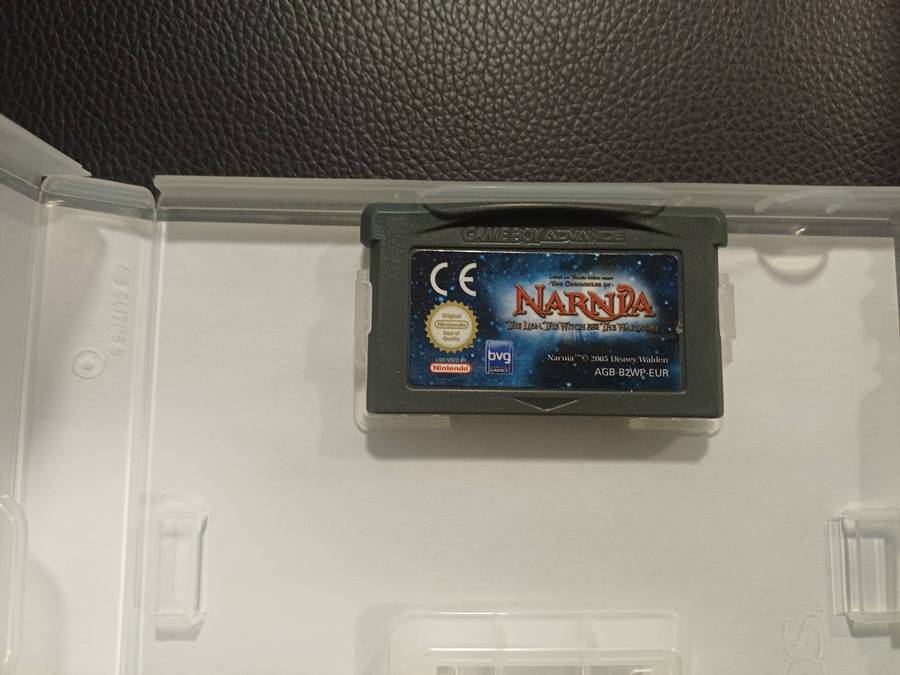 GAME BOY ADVANCE
CE
THE CHRONICLES OF
NARNIA
THE LION, THE WITCH AND THE WARDROBE
Original
Nintendo
Seal of
Quality
LICENSED BY
Nintendo
bvg
GAMES
Narnia™© 2005 Disney/Walden
AGB-B2WP-EUR